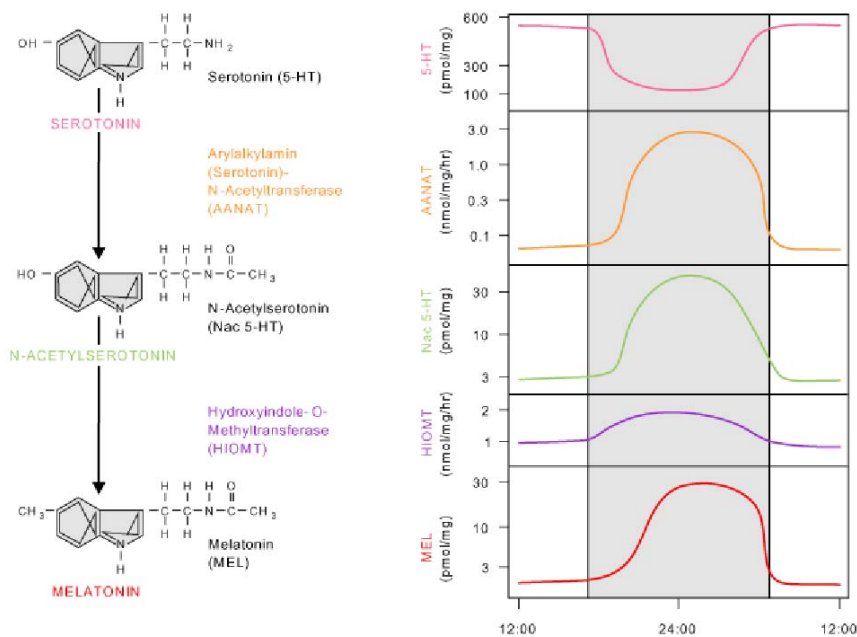 H H
OH C C NH2
H H
N
H
Serotonin (5-HT)
SEROTONIN
Arylalkylamin
(Serotonin)-
N-Acetyltransferase
(AANAT)
H H H O
HO C C N C CH3
H H
N
H
N-Acetylserotonin
(Nac 5-HT)
N-ACETYLSEROTONIN
Hydroxyindole-O-
Methyltransferase
(HIOMT)
H H H O
CH3 C C N C CH3
H H
N
H
Melatonin
(MEL)
MELATONIN
5-HT
(pmol/mg)
600
300
100
AANAT
(nmol/mg/hr)
3.0
1.0
0.3
0.1
Nac 5-HT
(pmol/mg)
30
10
3
HIOMT
(nmol/mg/hr)
2
1
MEL
(pmol/mg)
30
10
3
12:00 24:00 12:00